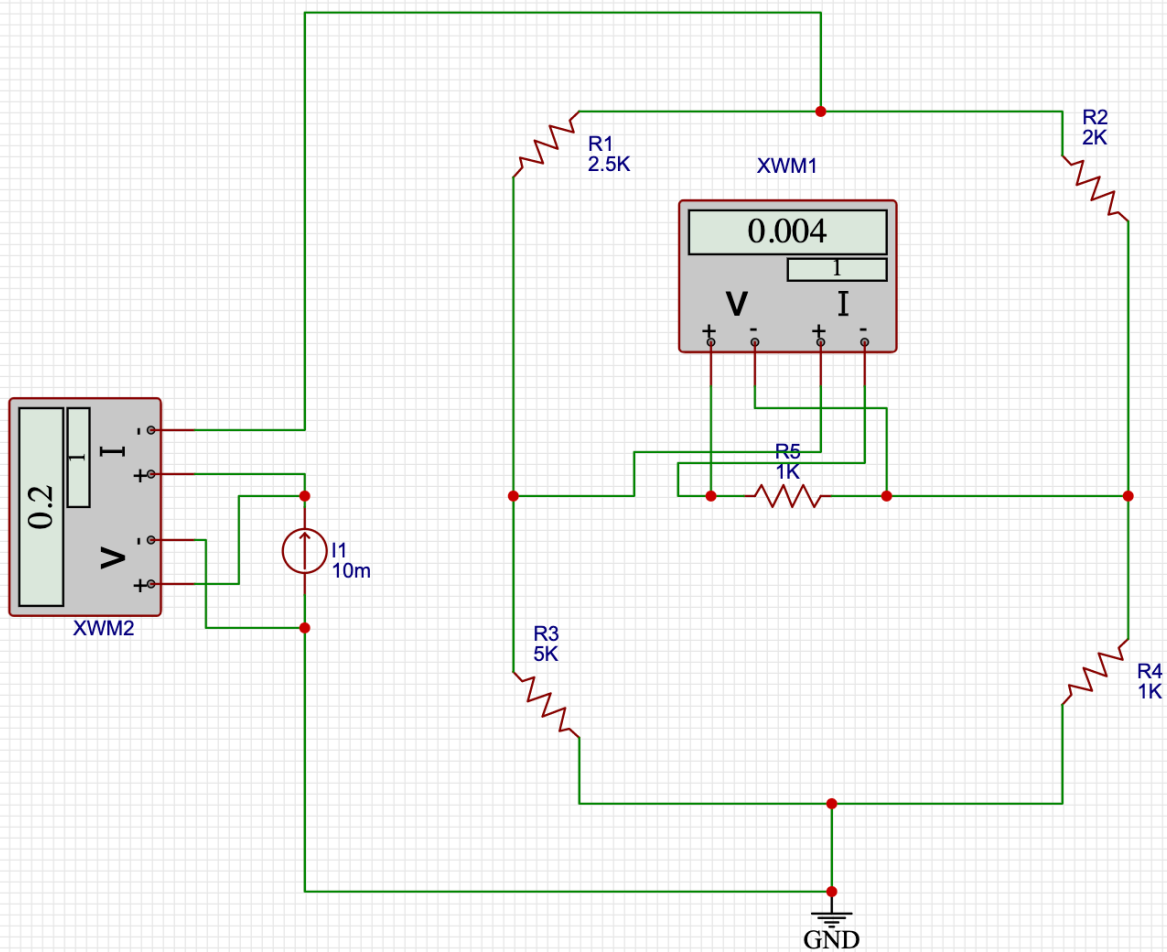 R1
2.5K
R2
2K
XWM1
0.004
1
V I
+ - + -
R5
1K
0.2
1
I
V
-
+
-
+
XWM2
I1
10m
R3
5K
R4
1K
GND